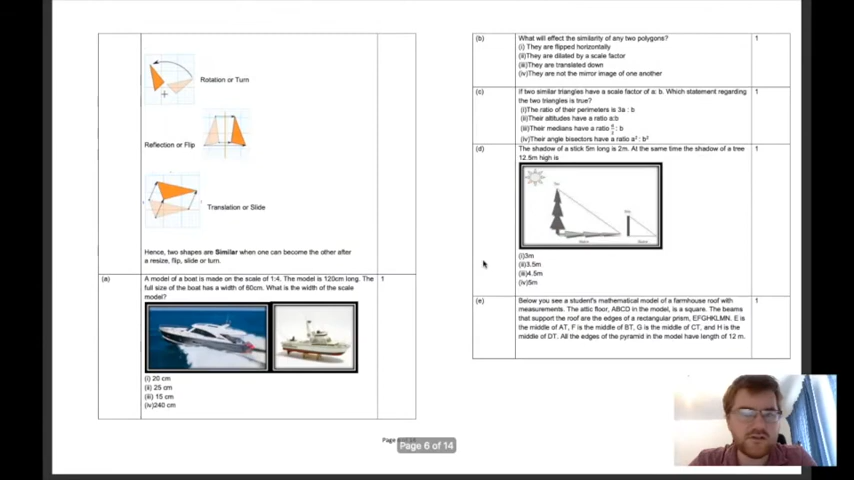 Rotation or Turn
Reflection or Flip
Translation or Slide
Hence, two shapes are Similar when one can become the other after
a resize, flip, slide or turn.
(a)
A model of a boat is made on the scale of 1:4. The model is 120cm long. The
full size of the boat has a width of 60cm. What is the width of the scale
model?
1
(i) 20 cm
(ii) 25 cm
(iii) 15 cm
(iv)240 cm
Page 6 of 14
(b)
What will effect the similarity of any two polygons?
(i) They are flipped horizontally
(ii)They are dilated by a scale factor
(iii)They are translated down
(iv)They are not the mirror image of one another
1
(c)
If two similar triangles have a scale factor of a: b. Which statement regarding
the two triangles is true?
(i)The ratio of their perimeters is 3a : b
(ii)Their altitudes have a ratio a:b
(iii)Their medians have a ratio a/2 : b
(iv)Their angle bisectors have a ratio a² : b²
1
(d)
The shadow of a stick 5m long is 2m. At the same time the shadow of a tree
12.5m high is
1
(i)3m
(ii)3.5m
(iii)4.5m
(iv)5m
(e)
Below you see a student's mathematical model of a farmhouse roof with
measurements. The attic floor, ABCD in the model, is a square. The beams
that support the roof are the edges of a rectangular prism, EFGHKLMN. E is
the middle of AT, F is the middle of BT, G is the middle of CT, and H is the
middle of DT. All the edges of the pyramid in the model have length of 12 m.
1